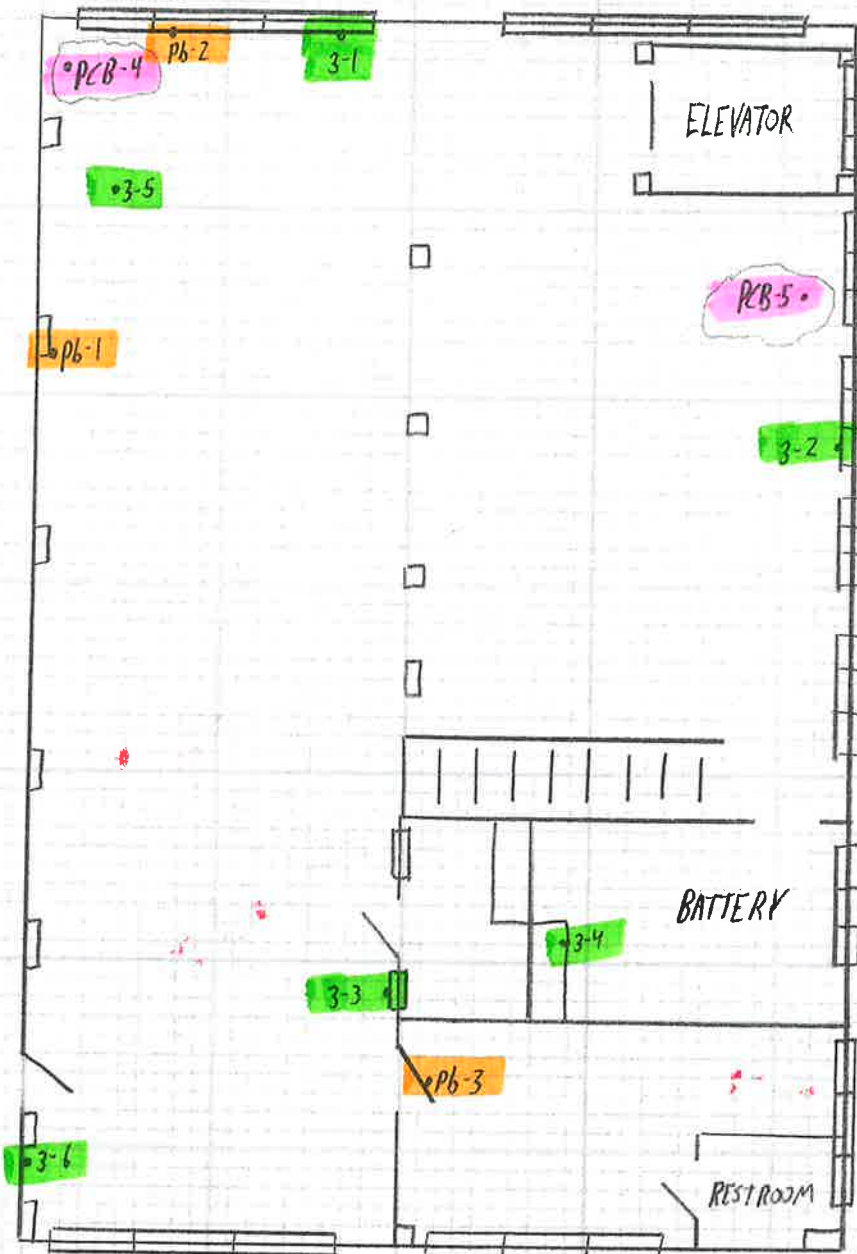 Pb-2
3-1
PCB-4
ELEVATOR
3-5
PCB-5
Pb-1
3-2
BATTERY
3-4
3-3
Pb-3
3-6
RESTROOM